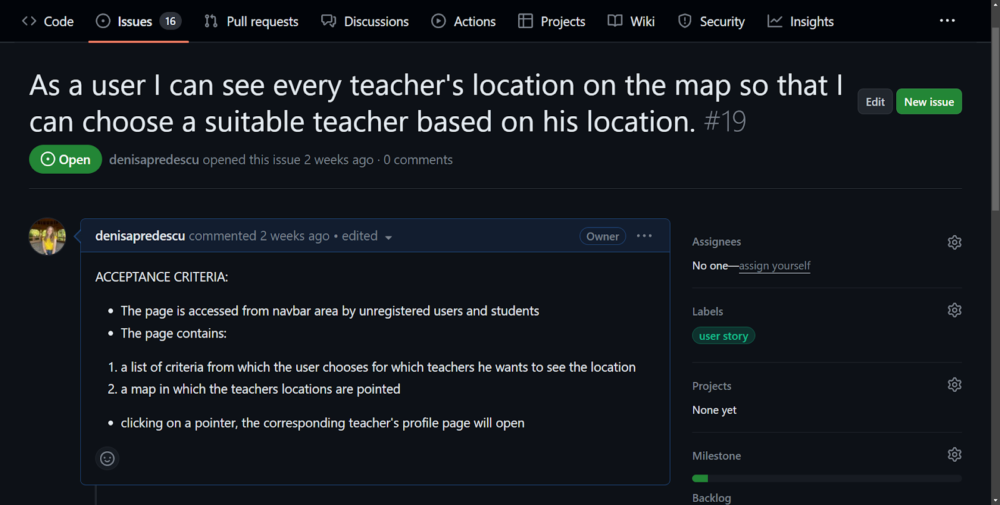 Code Issues 16 Pull requests Discussions Actions Projects Wiki Security Insights
As a user I can see every teacher's location on the map so that I
can choose a suitable teacher based on his location. #19
Edit New issue
Open denisapredescu opened this issue 2 weeks ago · 0 comments
denisapredescu commented 2 weeks ago • edited Owner
ACCEPTANCE CRITERIA:
• The page is accessed from navbar area by unregistered users and students
• The page contains:
1. a list of criteria from which the user chooses for which teachers he wants to see the location
2. a map in which the teachers locations are pointed
• clicking on a pointer, the corresponding teacher's profile page will open
Assignees
No one—assign yourself
Labels
user story
Projects
None yet
Milestone
Backlog